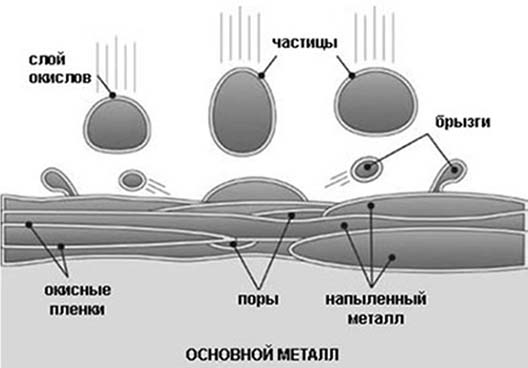 слой
окислов
частицы
брызги
окисные
пленки
поры
напыленный
металл
ОСНОВНОЙ МЕТАЛЛ